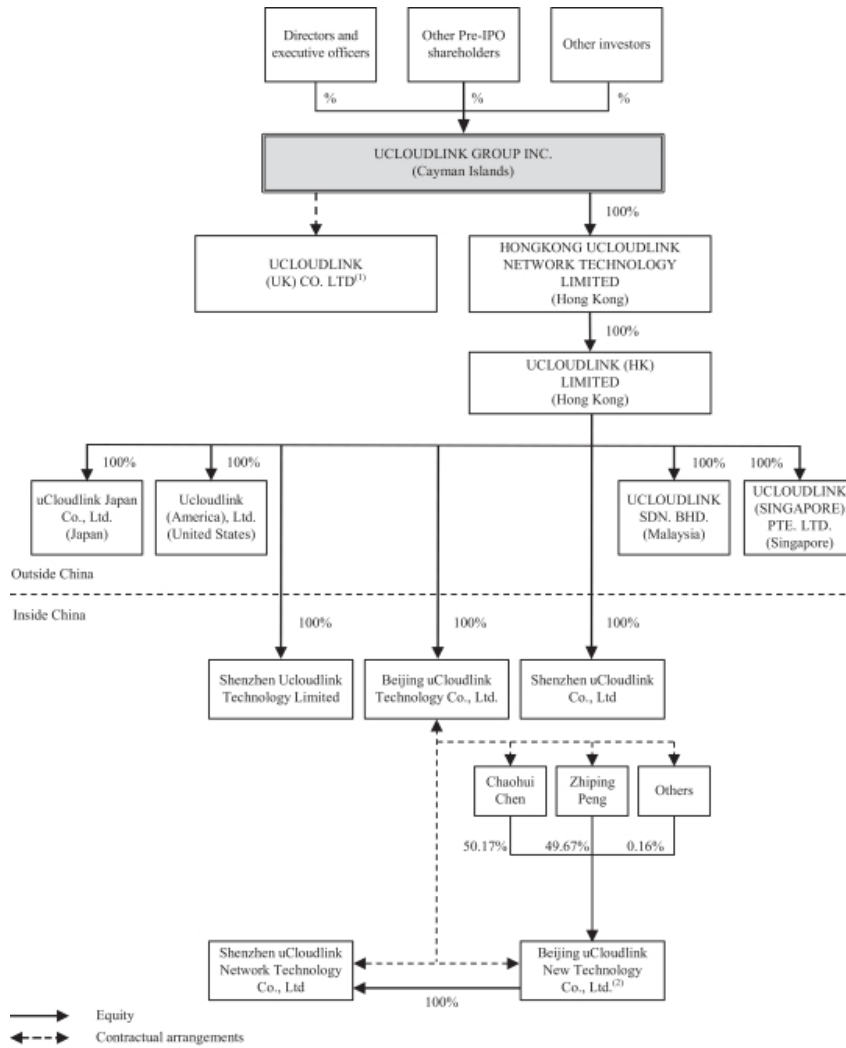 Directors and
executive officers
Other Pre-IPO
shareholders
Other investors
%
%
%
UCLOUDLINK GROUP INC.
(Cayman Islands)
100%
UCLOUDLINK
(UK) CO. LTD(1)
HONGKONG UCLOUDLINK
NETWORK TECHNOLOGY
LIMITED
(Hong Kong)
100%
UCLOUDLINK (HK)
LIMITED
(Hong Kong)
100%
100%
100%
100%
uCloudlink Japan
Co., Ltd.
(Japan)
Ucloudlink
(America), Ltd.
(United States)
UCLOUDLINK
SDN. BHD.
(Malaysia)
UCLOUDLINK
(SINGAPORE)
PTE. LTD.
(Singapore)
Outside China
Inside China
100%
100%
100%
Shenzhen Ucloudlink
Technology Limited
Beijing uCloudlink
Technology Co., Ltd.
Shenzhen uCloudlink
Co., Ltd
Chaohui
Chen
Zhiping
Peng
Others
50.17%
49.67%
0.16%
Shenzhen uCloudlink
Network Technology
Co., Ltd
Beijing uCloudlink
New Technology
Co., Ltd.(2)
100%
Equity
Contractual arrangements